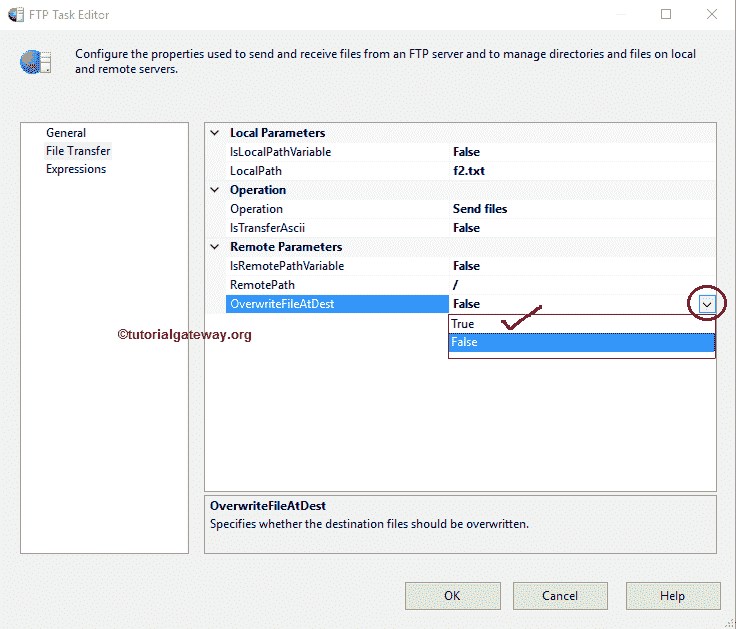 FTP Task Editor
Configure the properties used to send and receive files from an FTP server and to manage directories and files on local
and remote servers.
General
File Transfer
Expressions
Local Parameters
IsLocalPathVariable False
LocalPath f2.txt
Operation
Operation Send files
IsTransferAscii False
Remote Parameters
IsRemotePathVariable False
RemotePath /
OverwriteFileAtDest False
True
False
©tutorialgateway.org
OverwriteFileAtDest
Specifies whether the destination files should be overwritten.
OK Cancel Help